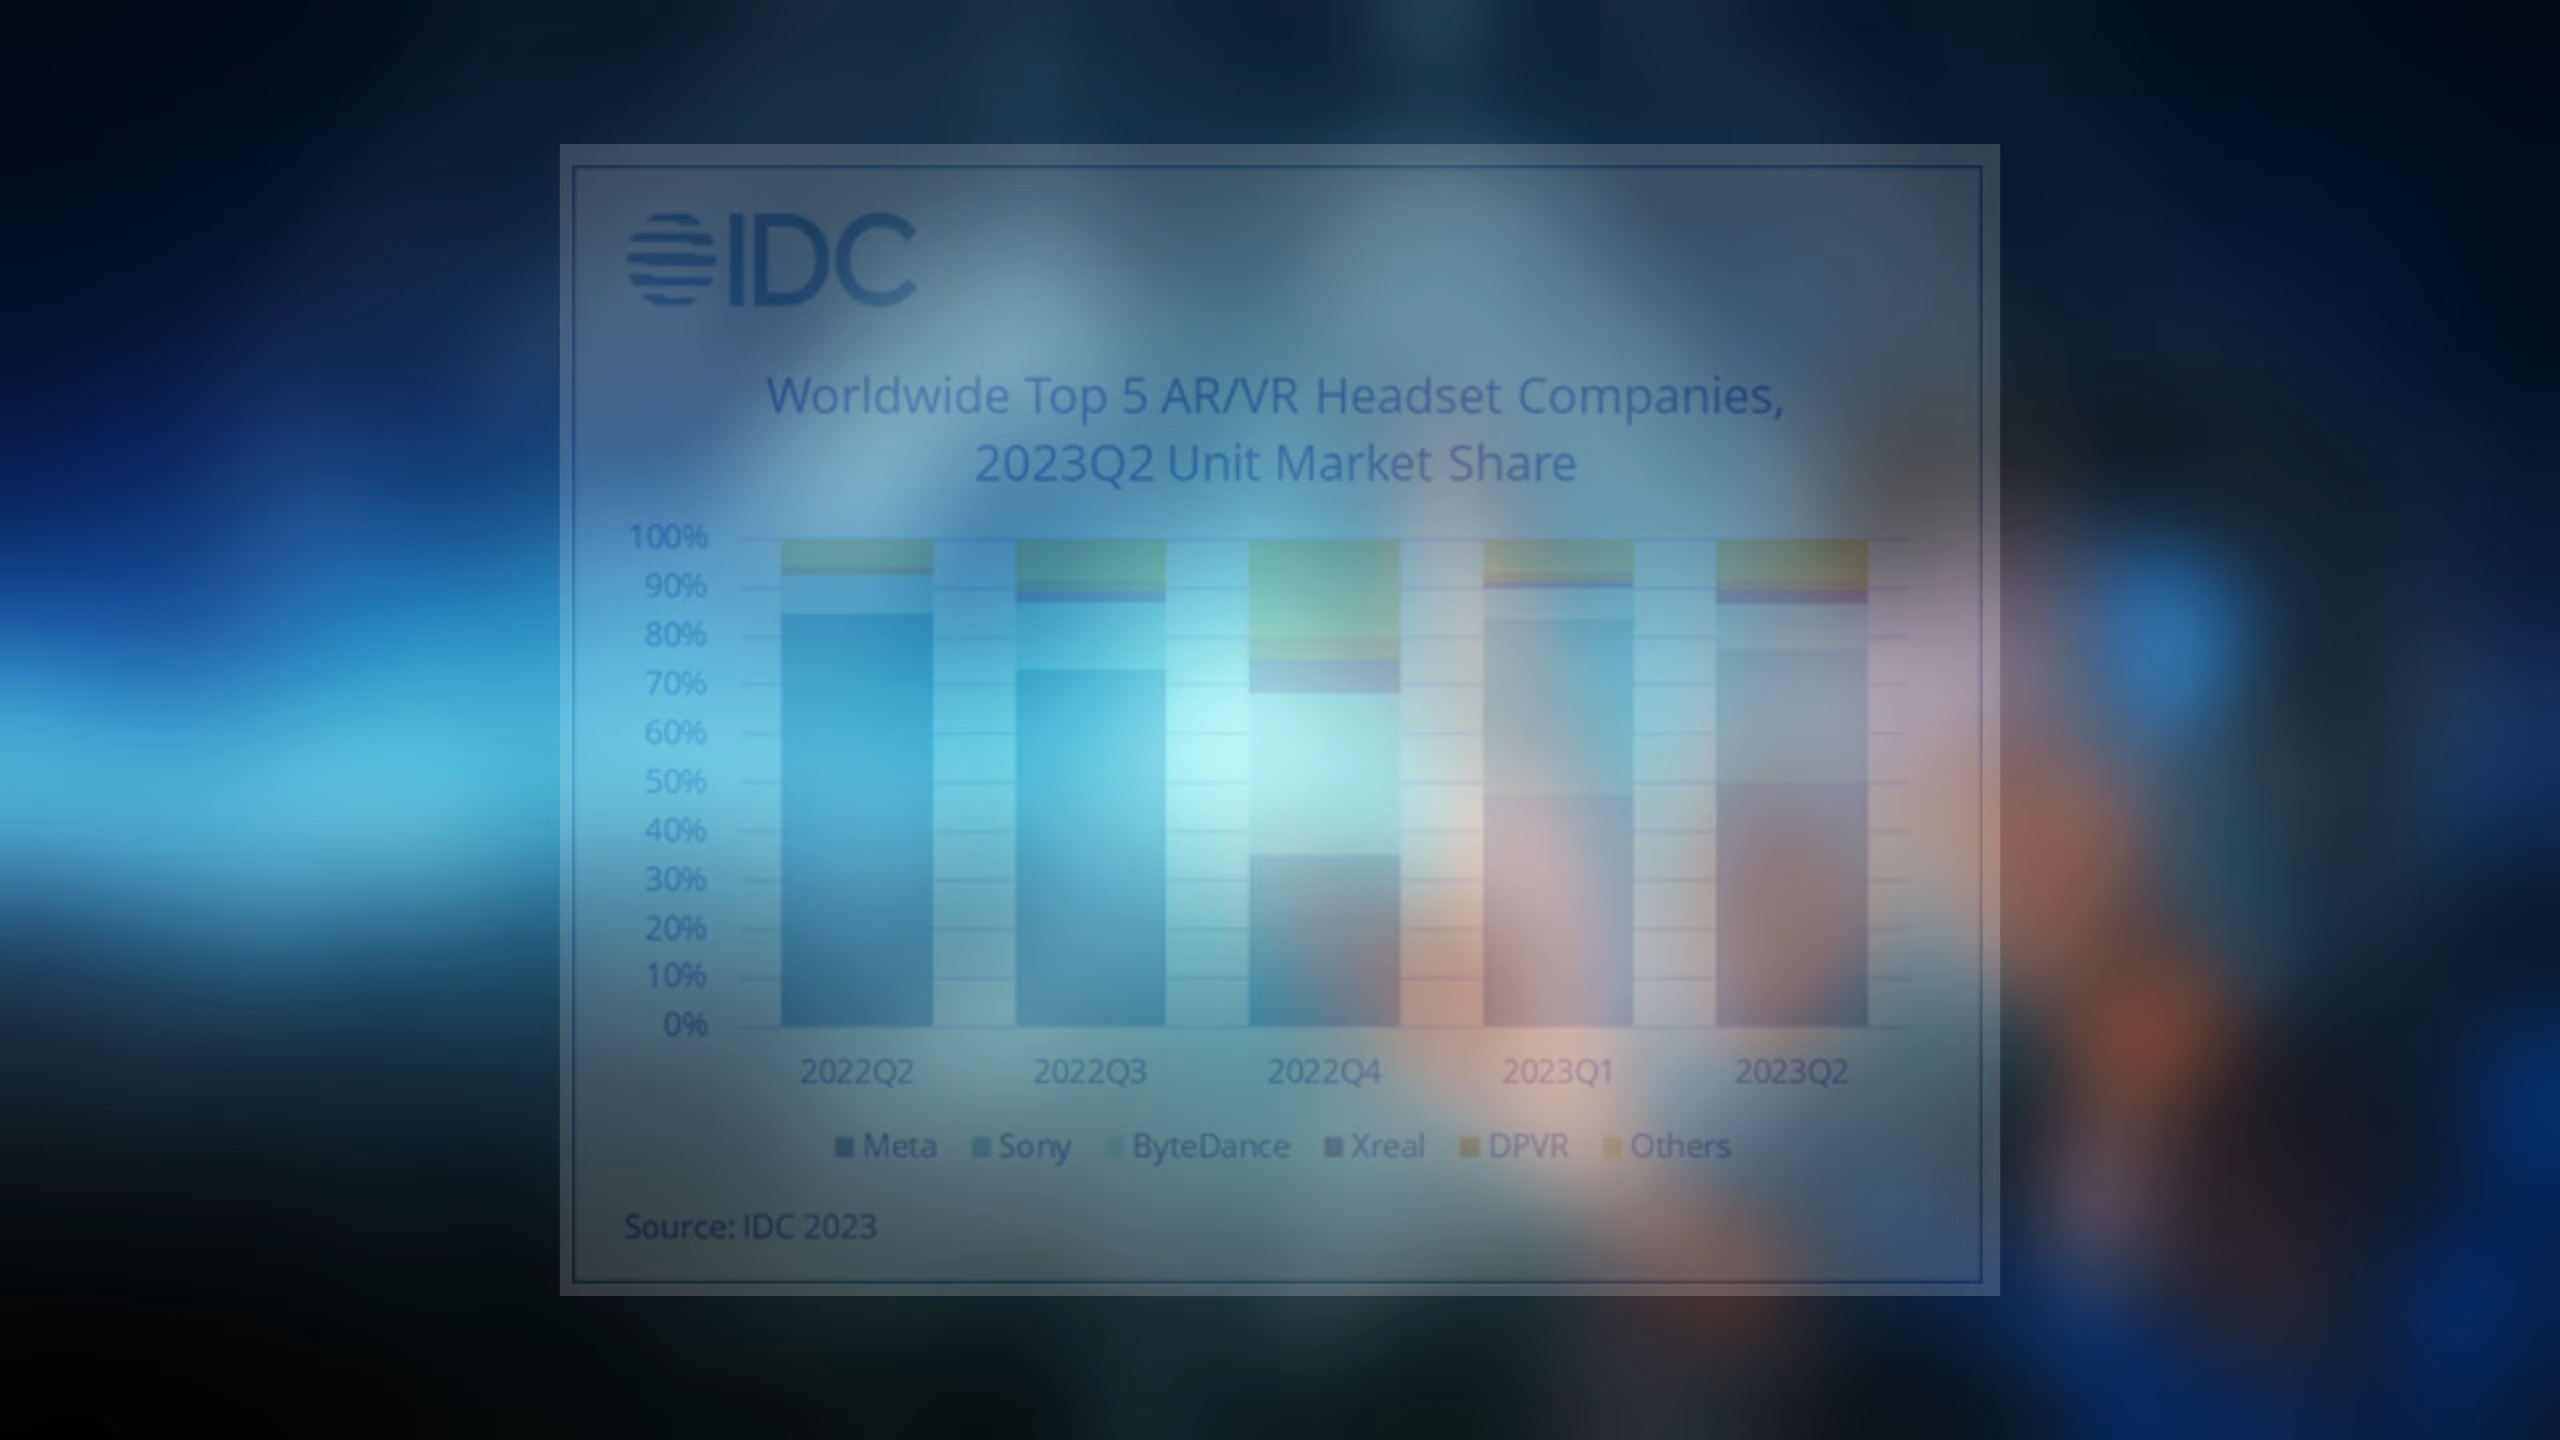 IDC
Worldwide Top 5 AR/VR Headset Companies,
2023Q2 Unit Market Share
100%
90%
80%
70%
60%
50%
40%
30%
20%
10%
0%
2022Q2 2022Q3 2022Q4 2023Q1 2023Q2
Meta Sony ByteDance Xreal DPVR Others
Source: IDC 2023